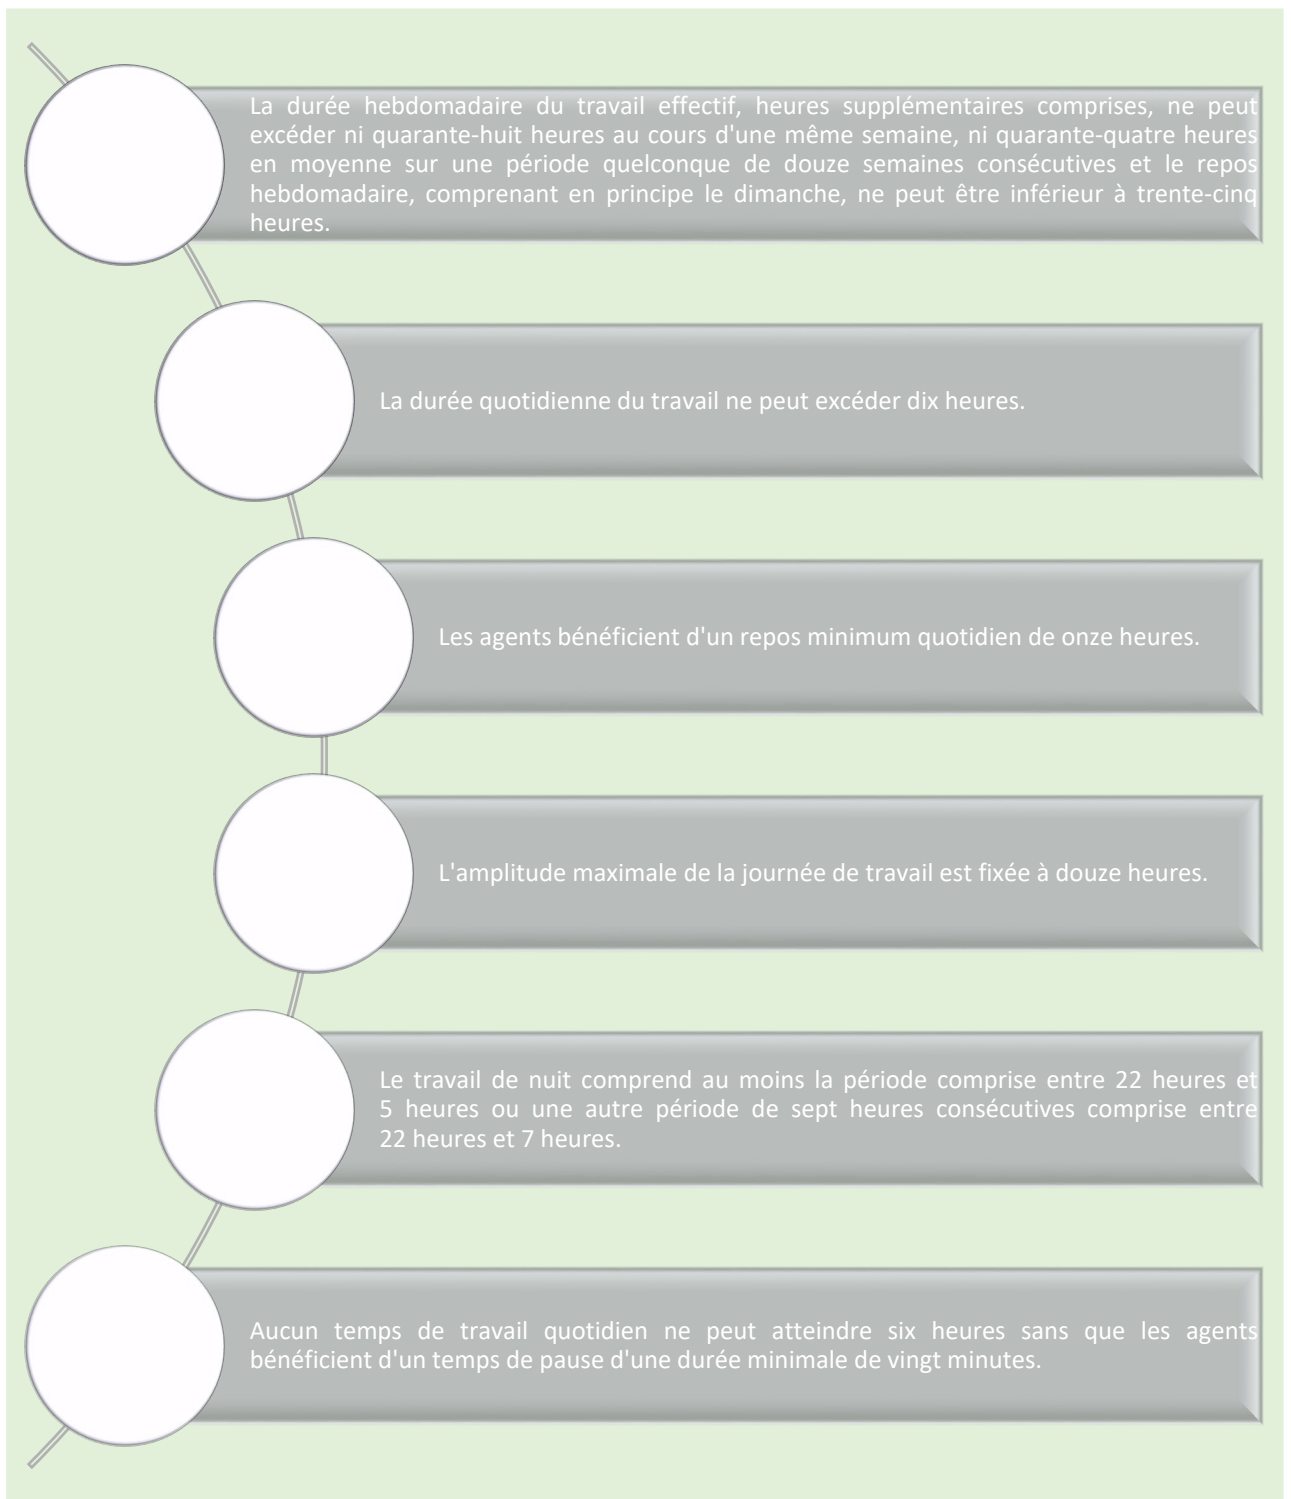 La durée hebdomadaire du travail effectif, heures supplémentaires comprises, ne peut
excéder ni quarante-huit heures au cours d'une même semaine, ni quarante-quatre heures
en moyenne sur une période quelconque de douze semaines consécutives et le repos
hebdomadaire, comprenant en principe le dimanche, ne peut être inférieur à trente-cinq
heures.
La durée quotidienne du travail ne peut excéder dix heures.
Les agents bénéficient d'un repos minimum quotidien de onze heures.
L'amplitude maximale de la journée de travail est fixée à douze heures.
Le travail de nuit comprend au moins la période comprise entre 22 heures et
5 heures ou une autre période de sept heures consécutives comprise entre
22 heures et 7 heures.
Aucun temps de travail quotidien ne peut atteindre six heures sans que les agents
bénéficient d'un temps de pause d'une durée minimale de vingt minutes.